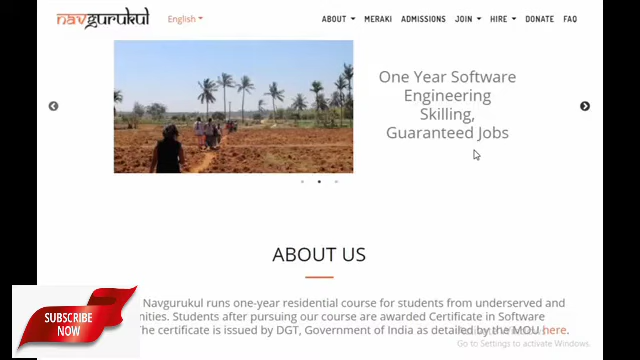 navgurukul
English
ABOUT MERAKI ADMISSIONS JOIN HIRE DONATE FAQ
One Year Software
Engineering
Skilling,
Guaranteed Jobs
ABOUT US
Navgurukul runs one-year residential course for students from underserved and
nities. Students after pursuing our course are awarded Certificate in Software
he certificate is issued by DGT, Government of India as detailed by the MOU here.
Go to Settings to activate Windows
SUBSCRIBE
NOW